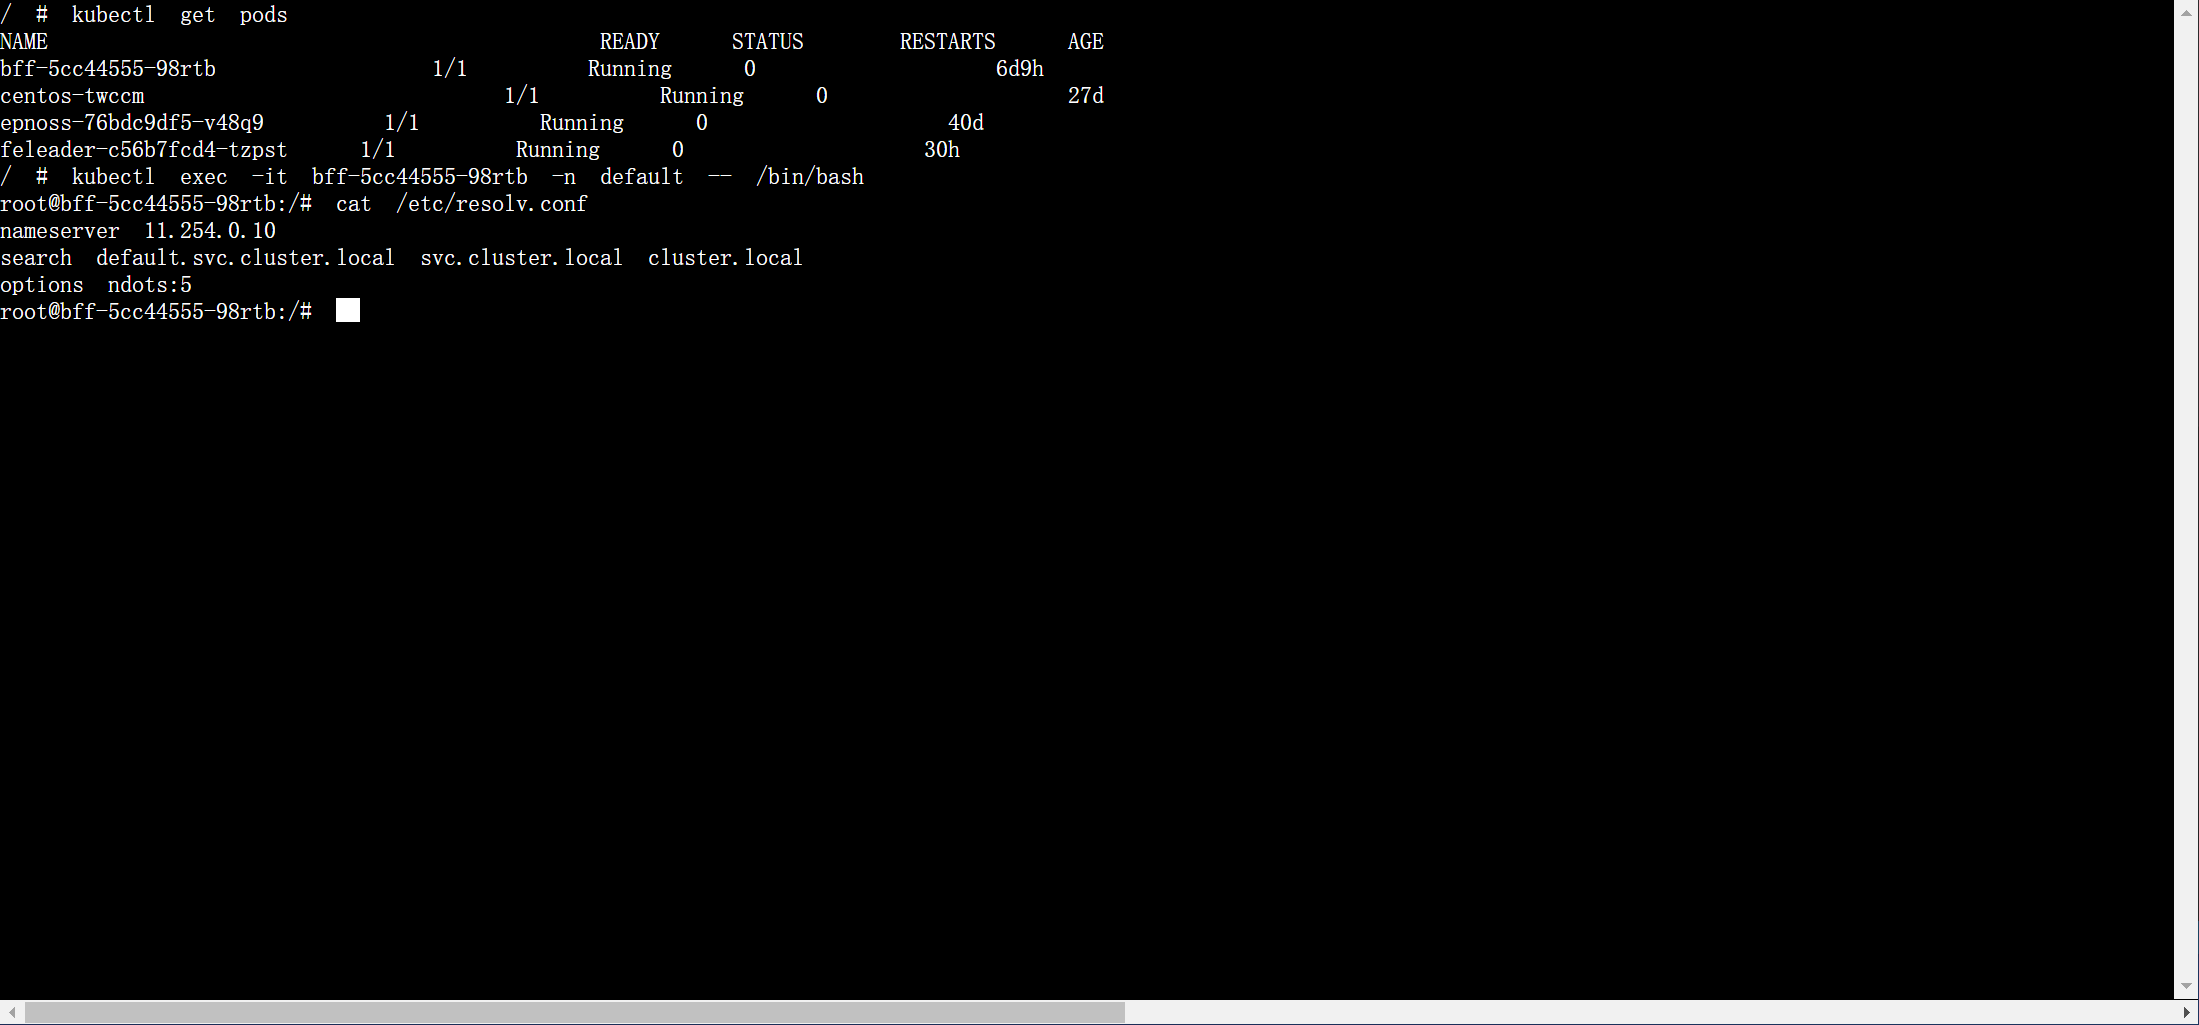 / # kubectl get pods
NAME READY STATUS RESTARTS AGE
bff-5cc44555-98rtb 1/1 Running 0 6d9h
centos-twccm 1/1 Running 0 27d
epnoss-76bdc9df5-v48q9 1/1 Running 0 40d
feleader-c56b7fcd4-tzpst 1/1 Running 0 30h
/ # kubectl exec -it bff-5cc44555-98rtb -n default -- /bin/bash
root@bff-5cc44555-98rtb:/# cat /etc/resolv.conf
nameserver 11.254.0.10
search default.svc.cluster.local svc.cluster.local cluster.local
options ndots:5
root@bff-5cc44555-98rtb:/#